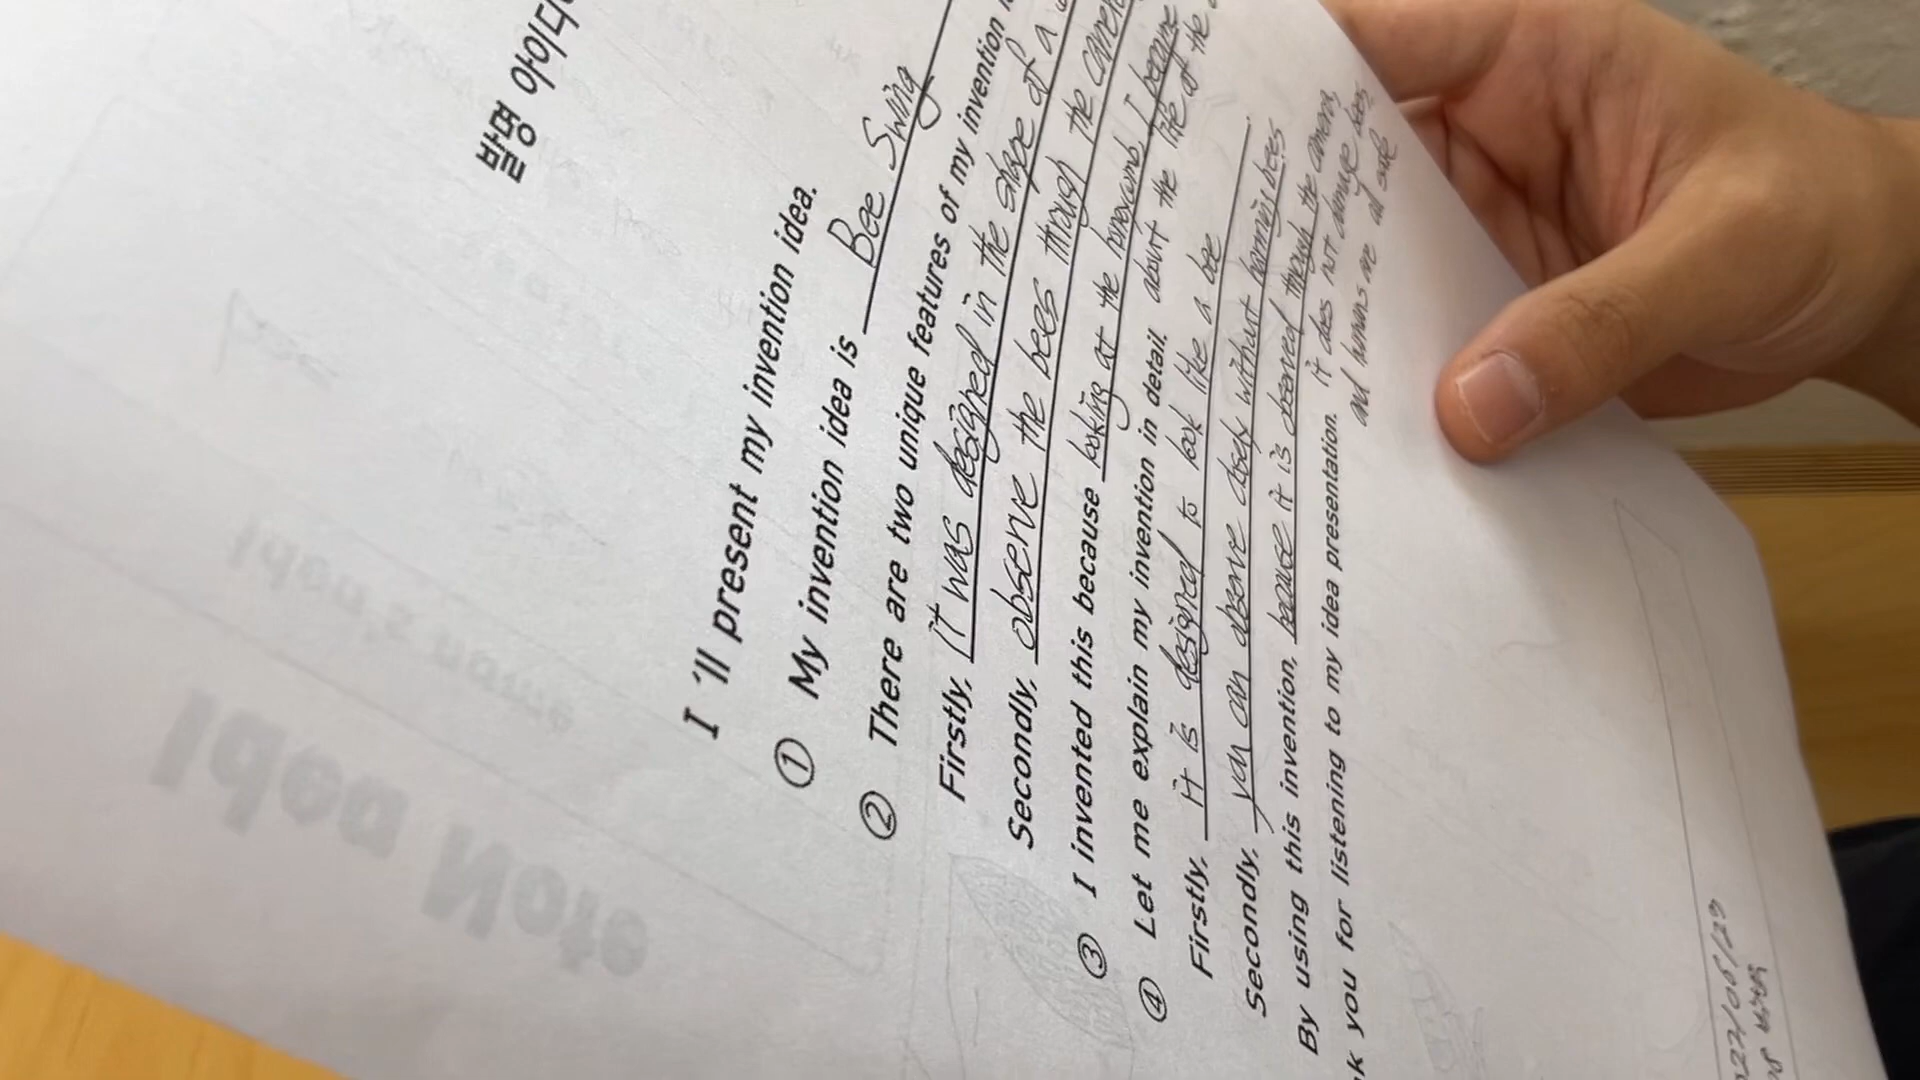 발명 아이디
I 'll present my invention idea.
① My invention idea is Bee Swing
② There are two unique features of my invention
Firstly, It was designed in the shape of a
Secondly, observe the bees though the camera
③ I invented this because looking at the honeycomb, I became
about the life of the
④ Let me explain my invention in detail.
Firstly, it is designed to look like a bee
Secondly, you can observe closely without harming bees
By using this invention, because it is observed though the camera,
it does not damage bees
and humans are all safe
k you for listening to my idea presentation.
022/06/29
Idea Note